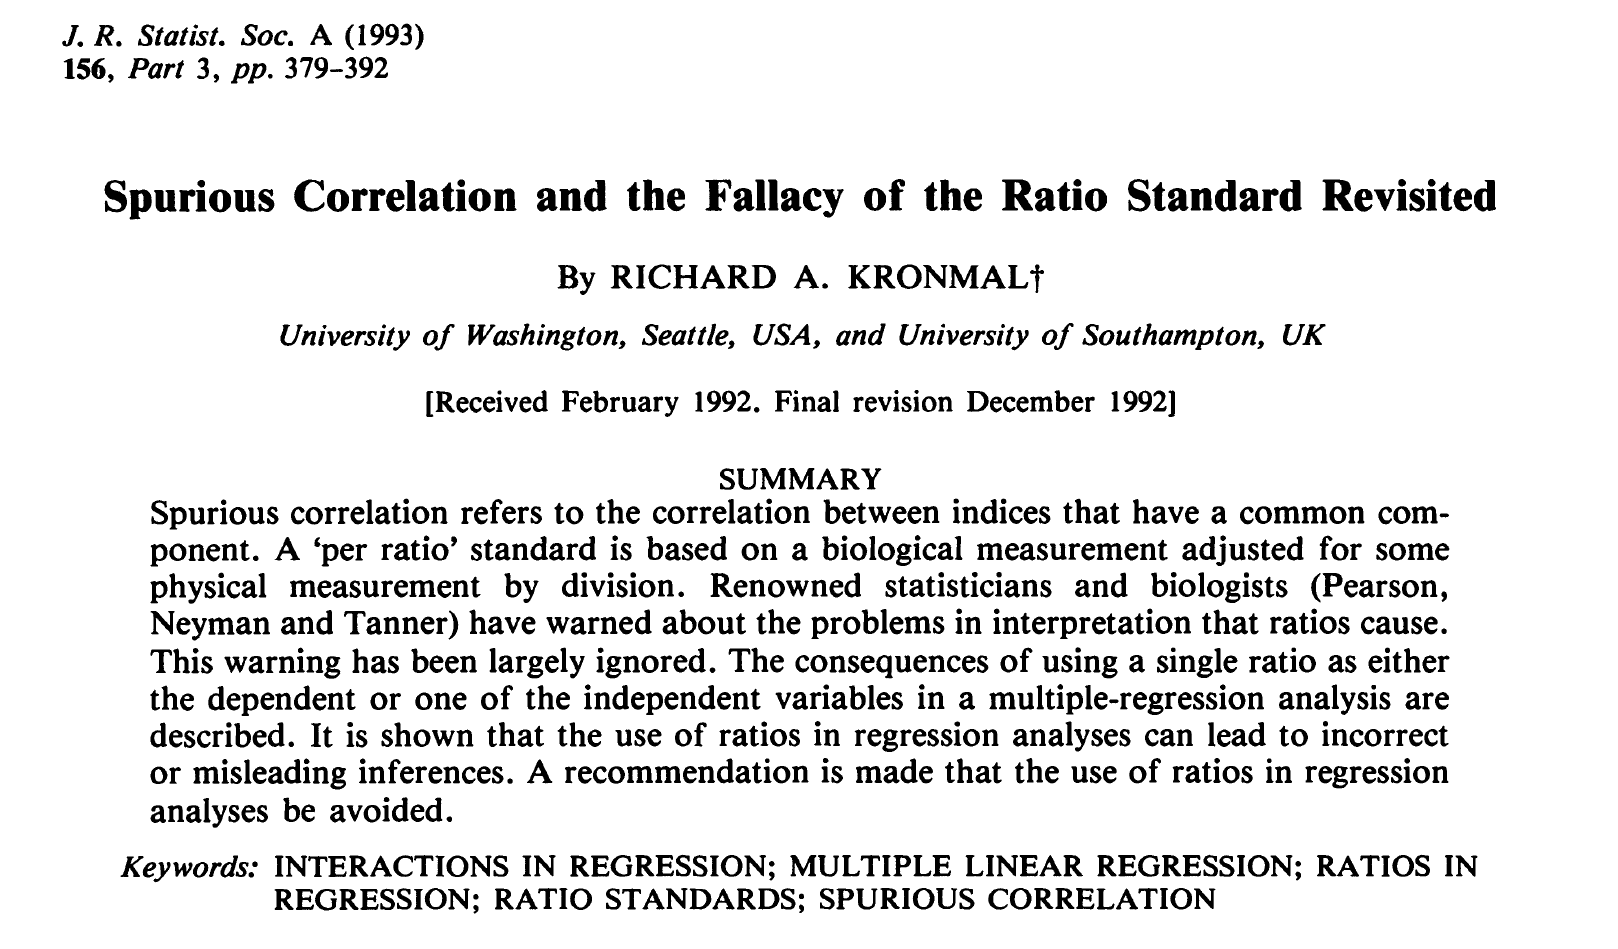 J. R. Statist. Soc. A (1993)
156, Part 3, pp. 379–392
Spurious Correlation and the Fallacy of the Ratio Standard Revisited
By RICHARD A. KRONMAL†
University of Washington, Seattle, USA, and University of Southampton, UK
[Received February 1992. Final revision December 1992]
SUMMARY
Spurious correlation refers to the correlation between indices that have a common com-
ponent. A ‘per ratio’ standard is based on a biological measurement adjusted for some
physical measurement by division. Renowned statisticians and biologists (Pearson,
Neyman and Tanner) have warned about the problems in interpretation that ratios cause.
This warning has been largely ignored. The consequences of using a single ratio as either
the dependent or one of the independent variables in a multiple-regression analysis are
described. It is shown that the use of ratios in regression analyses can lead to incorrect
or misleading inferences. A recommendation is made that the use of ratios in regression
analyses be avoided.
Keywords: INTERACTIONS IN REGRESSION; MULTIPLE LINEAR REGRESSION; RATIOS IN
REGRESSION; RATIO STANDARDS; SPURIOUS CORRELATION